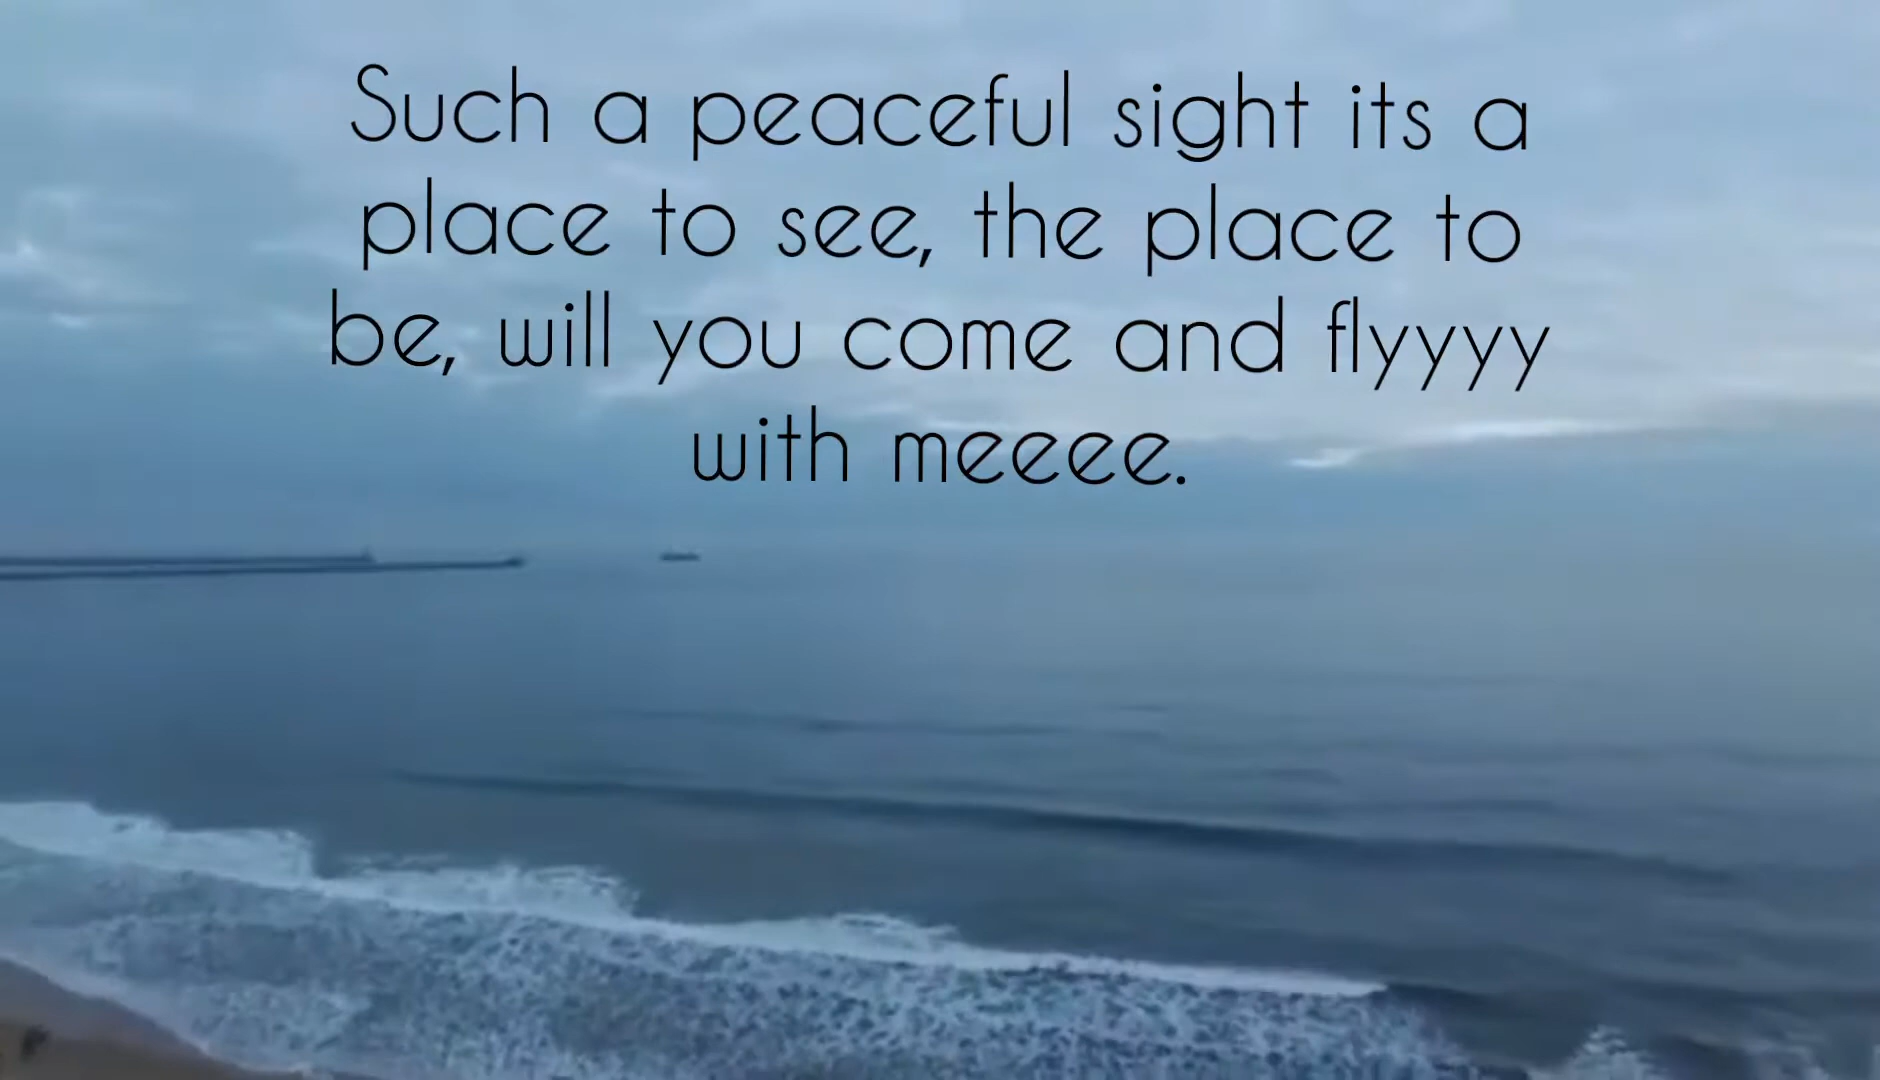 Such a peaceful sight its a
place to see, the place to
be, will you come and flyyyy
with meeee.